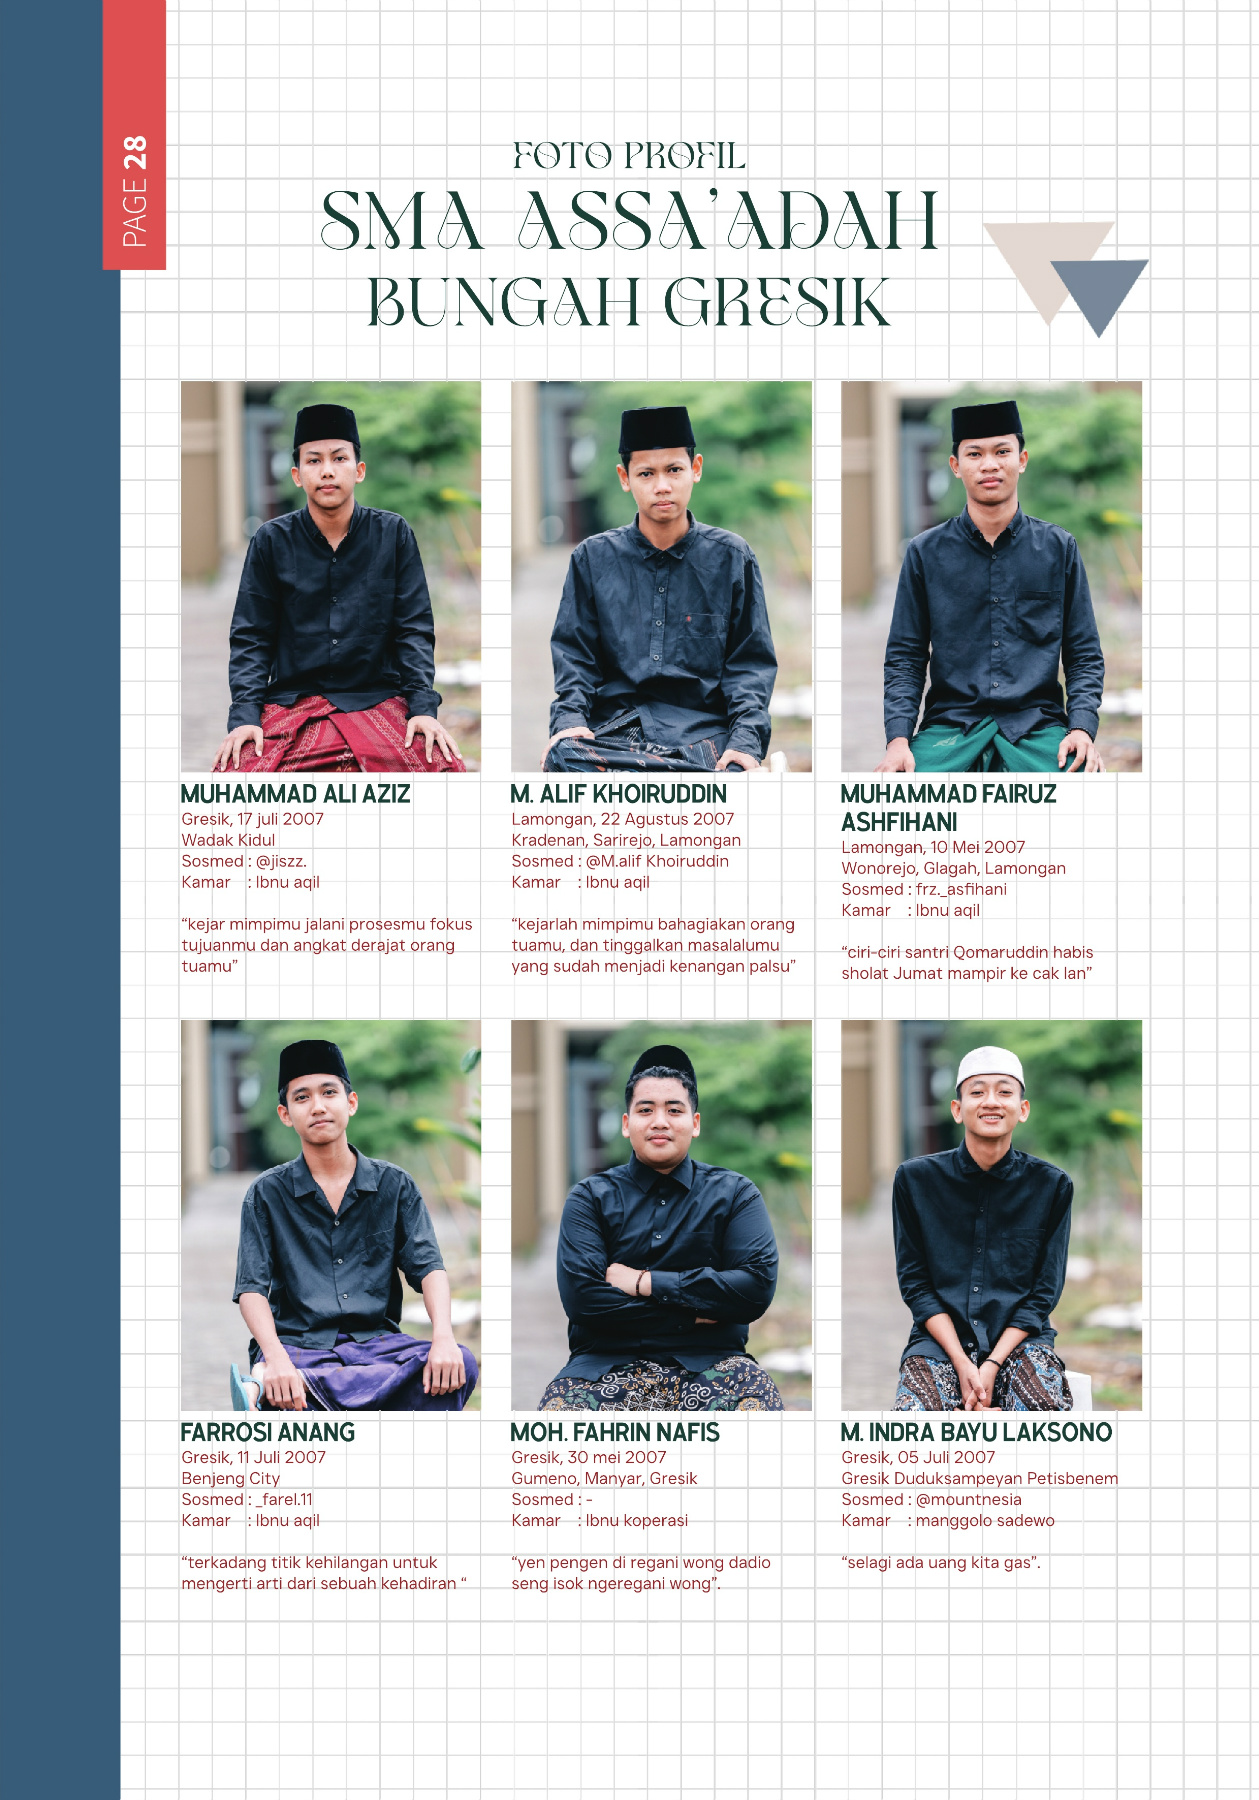 PAGE 28
FOTO PROFIL
SMA ASSA'ADAH
BUNGAH GRESIK
MUHAMMAD ALI AZIZ
Gresik, 17 juli 2007
Wadak Kidul
Sosmed : @jiszz.
Kamar : Ibnu aqil
“kejar mimpimu jalani prosesmu fokus
tujuanmu dan angkat derajat orang
tuamu”
M. ALIF KHOIRUDDIN
Lamongan, 22 Agustus 2007
Kradenan, Sarirejo, Lamongan
Sosmed : @M.alif Khoiruddin
Kamar : Ibnu aqil
“kejarlah mimpimu bahagiakan orang
tuamu, dan tinggalkan masalalumu
yang sudah menjadi kenangan palsu”
MUHAMMAD FAIRUZ
ASHFIHANI
Lamongan, 10 Mei 2007
Wonorejo, Glagah, Lamongan
Sosmed : frz._asfihani
Kamar : Ibnu aqil
“ciri-ciri santri Qomaruddin habis
sholat Jumat mampir ke cak lan”
FARROSI ANANG
Gresik, 11 Juli 2007
Benjeng City
Sosmed : _farel.11
Kamar : Ibnu aqil
“terkadang titik kehilangan untuk
mengerti arti dari sebuah kehadiran “
MOH. FAHRIN NAFIS
Gresik, 30 mei 2007
Gumeno, Manyar, Gresik
Sosmed : -
Kamar : Ibnu koperasi
“yen pengen di regani wong dadio
seng isok ngeregani wong”.
M. INDRA BAYU LAKSONO
Gresik, 05 Juli 2007
Gresik Duduksampeyan Petisbenem
Sosmed : @mountnesia
Kamar : manggolo sadewo
“selagi ada uang kita gas”.